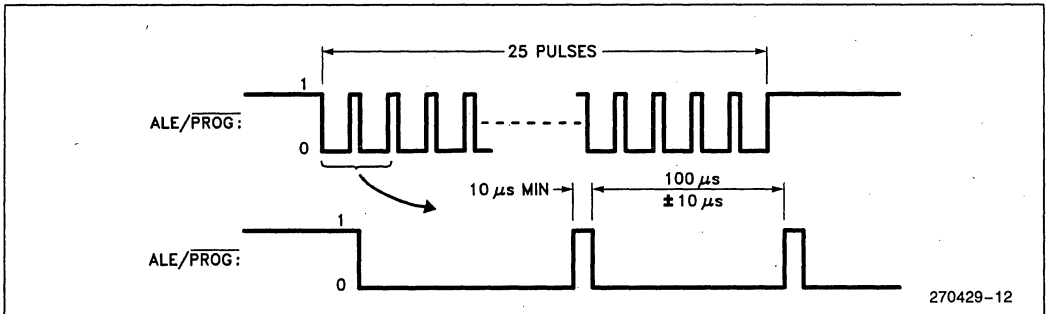 25 PULSES
1
ALE/PROG:
0
10 µs MIN
100 µs
±10 µs
1
ALE/PROG:
0
270429-12